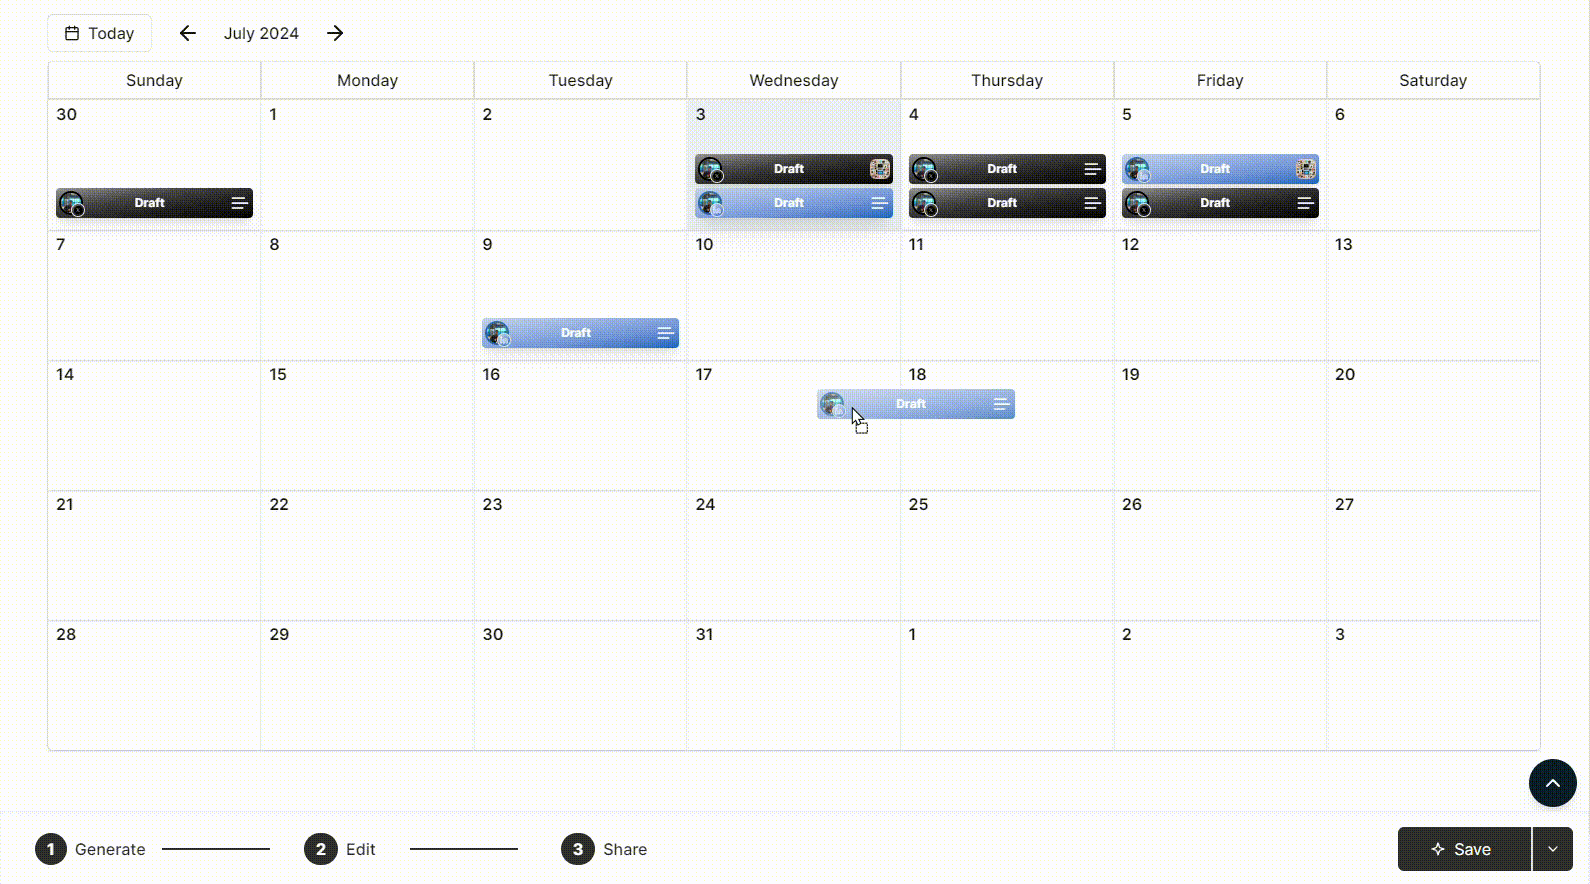 Today July 2024
Sunday Monday Tuesday Wednesday Thursday Friday Saturday
30 1 2 3 4 5 6
Draft Draft Draft
Draft Draft Draft Draft
7 8 9 10 11 12 13
Draft
14 15 16 17 18 19 20
Draft
21 22 23 24 25 26 27
28 29 30 31 1 2 3
1 Generate 2 Edit 3 Share Save